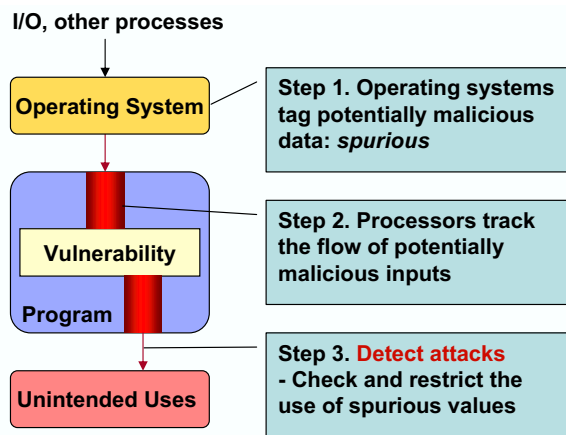 I/O, other processes
Operating System
Step 1. Operating systems
tag potentially malicious
data: spurious
Vulnerability
Program
Step 2. Processors track
the flow of potentially
malicious inputs
Unintended Uses
Step 3. Detect attacks
- Check and restrict the
use of spurious values